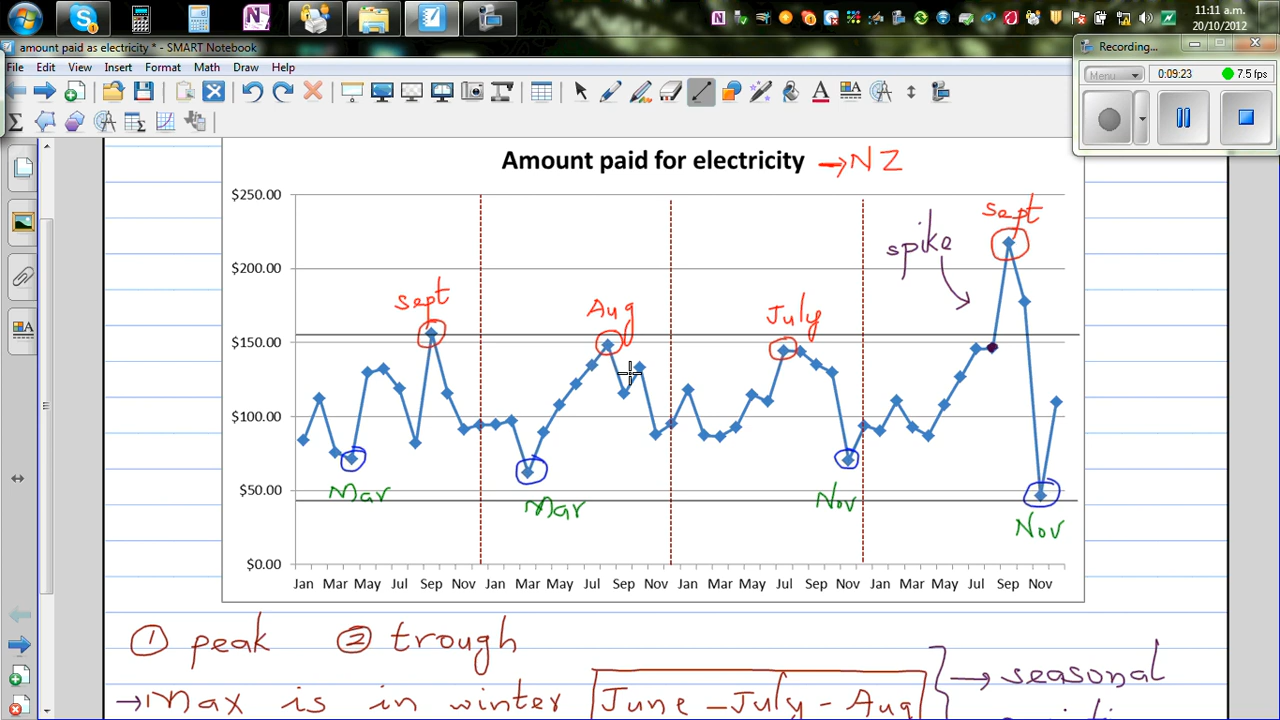 11:11 a.m.
20/10/2012
amount paid as electricity * - SMART Notebook
Recording...
File Edit View Insert Format Math Draw Help
Menu 00:09:23 7.5 fps
Amount paid for electricity → NZ
$250.00
$200.00
$150.00
$100.00
$50.00
$0.00
Sept
Aug
July
spike
Sept
Mar
Mar
Nov
Nov
Jan Mar May Jul Sep Nov Jan Mar May Jul Sep Nov Jan Mar May Jul Sep Nov Jan Mar May Jul Sep Nov
① peak ② trough
→ Max is in winter June - July - Aug → seasonal